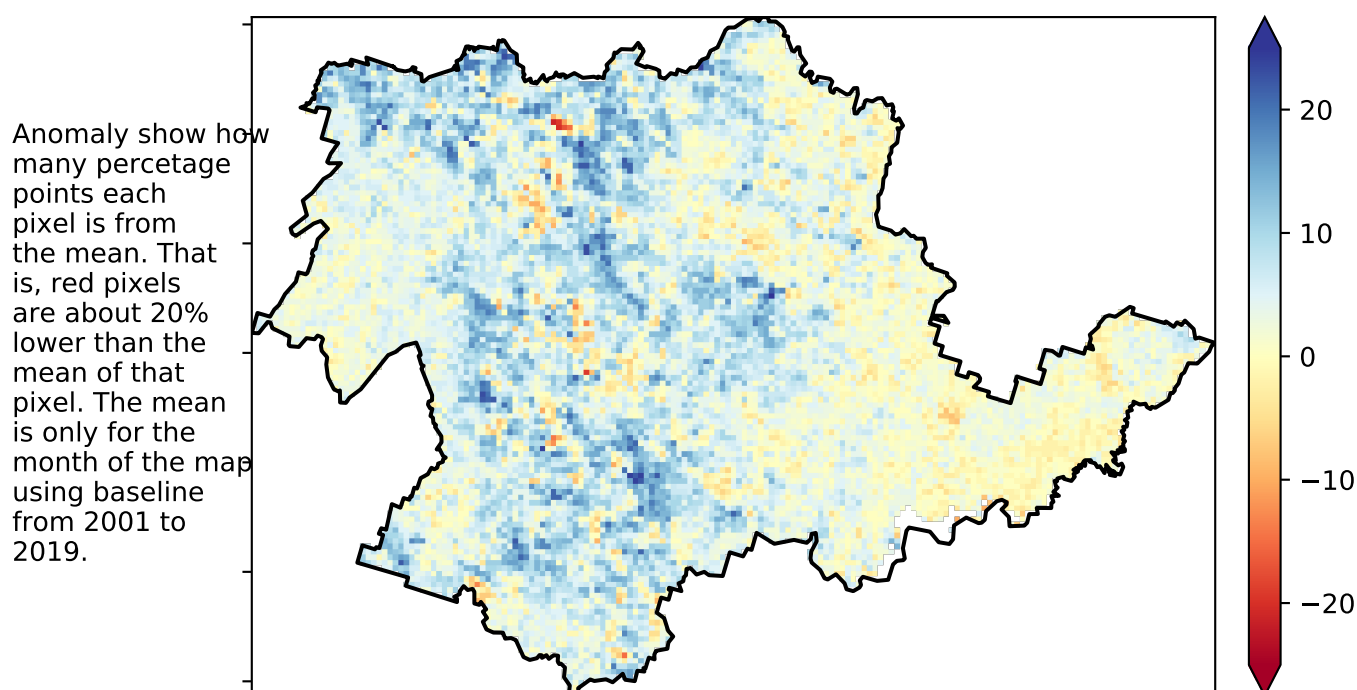 Anomaly show how
many percetage
points each
pixel is from
the mean. That
is, red pixels
are about 20%
lower than the
mean of that
pixel. The mean
is only for the
month of the map
using baseline
from 2001 to
2019.
20
10
0
−10
−20